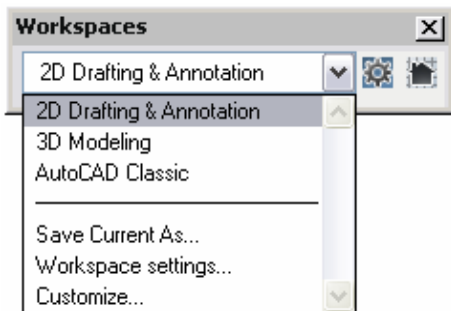 Workspaces
2D Drafting & Annotation
2D Drafting & Annotation
3D Modeling
AutoCAD Classic
Save Current As...
Workspace settings...
Customize...